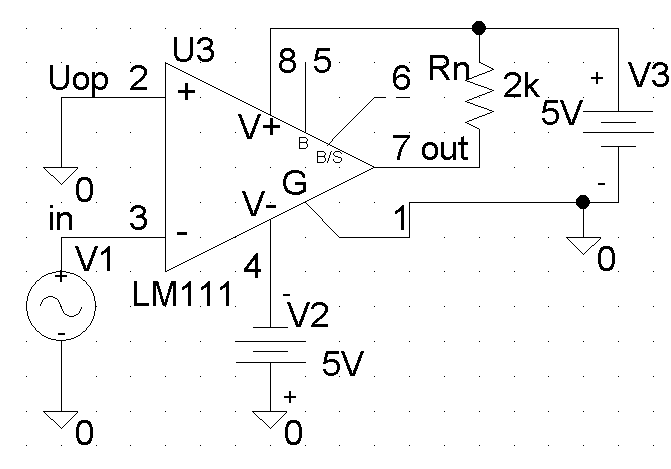 U3
8 5
Uop 2
+
6
Rn
2k
+
V3
5V
V+
B
B/S
7 out
0
G
V-
-
in
3
1
-
V1
4
0
+
LM111
-
V2
-
5V
+
0
0